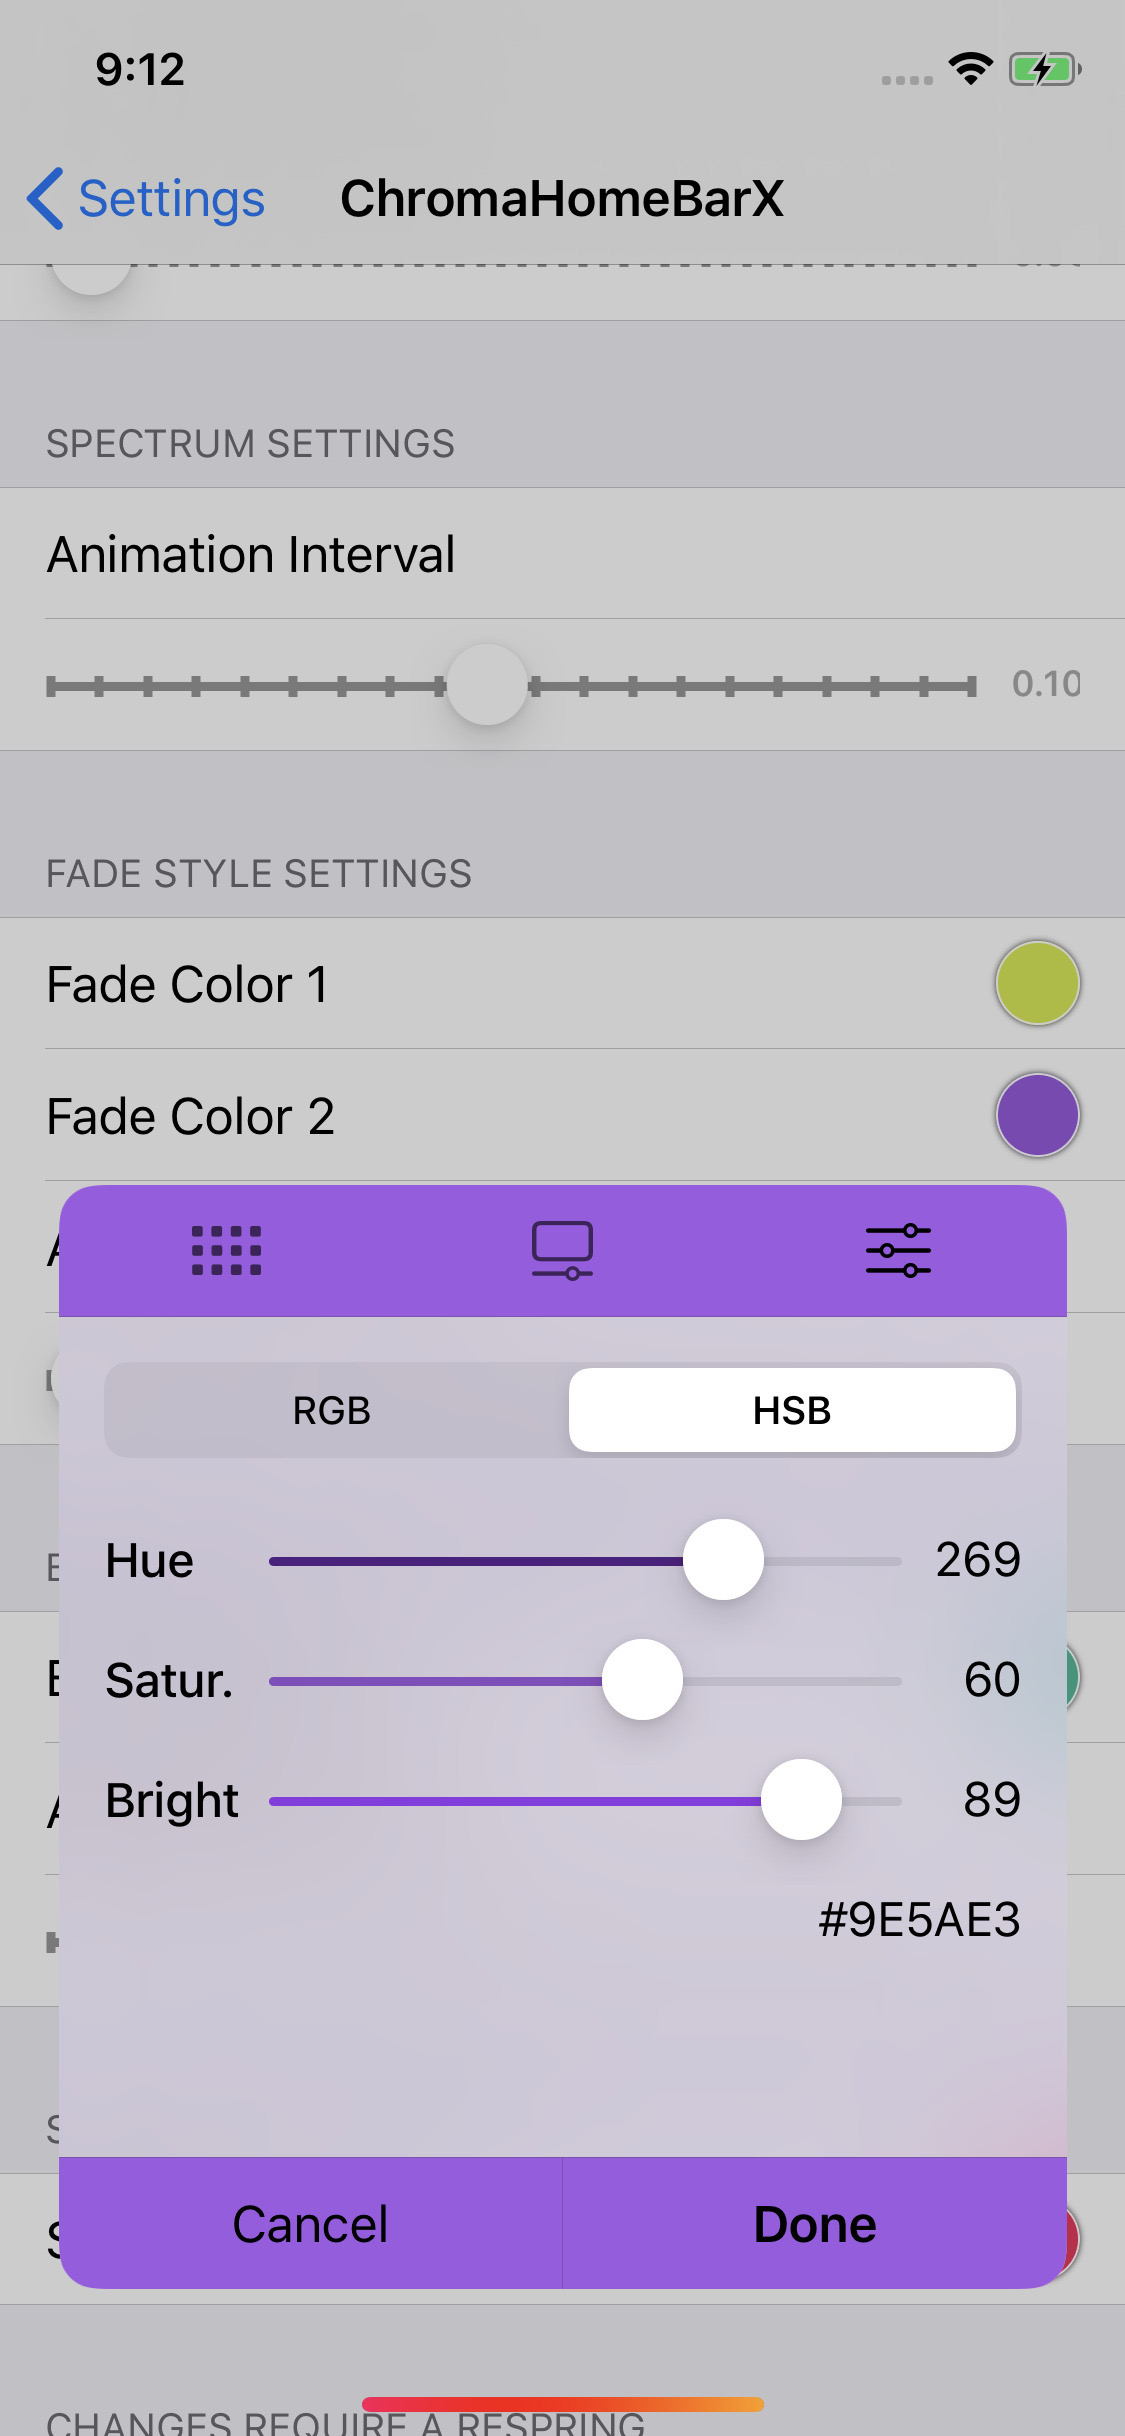 9:12
Settings
ChromaHomeBarX
SPECTRUM SETTINGS
Animation Interval
0.10
FADE STYLE SETTINGS
Fade Color 1
Fade Color 2
RGB
HSB
Hue
269
Satur.
60
Bright
89
#9E5AE3
Cancel
Done
CHANGES REQUIRE A RESPRING